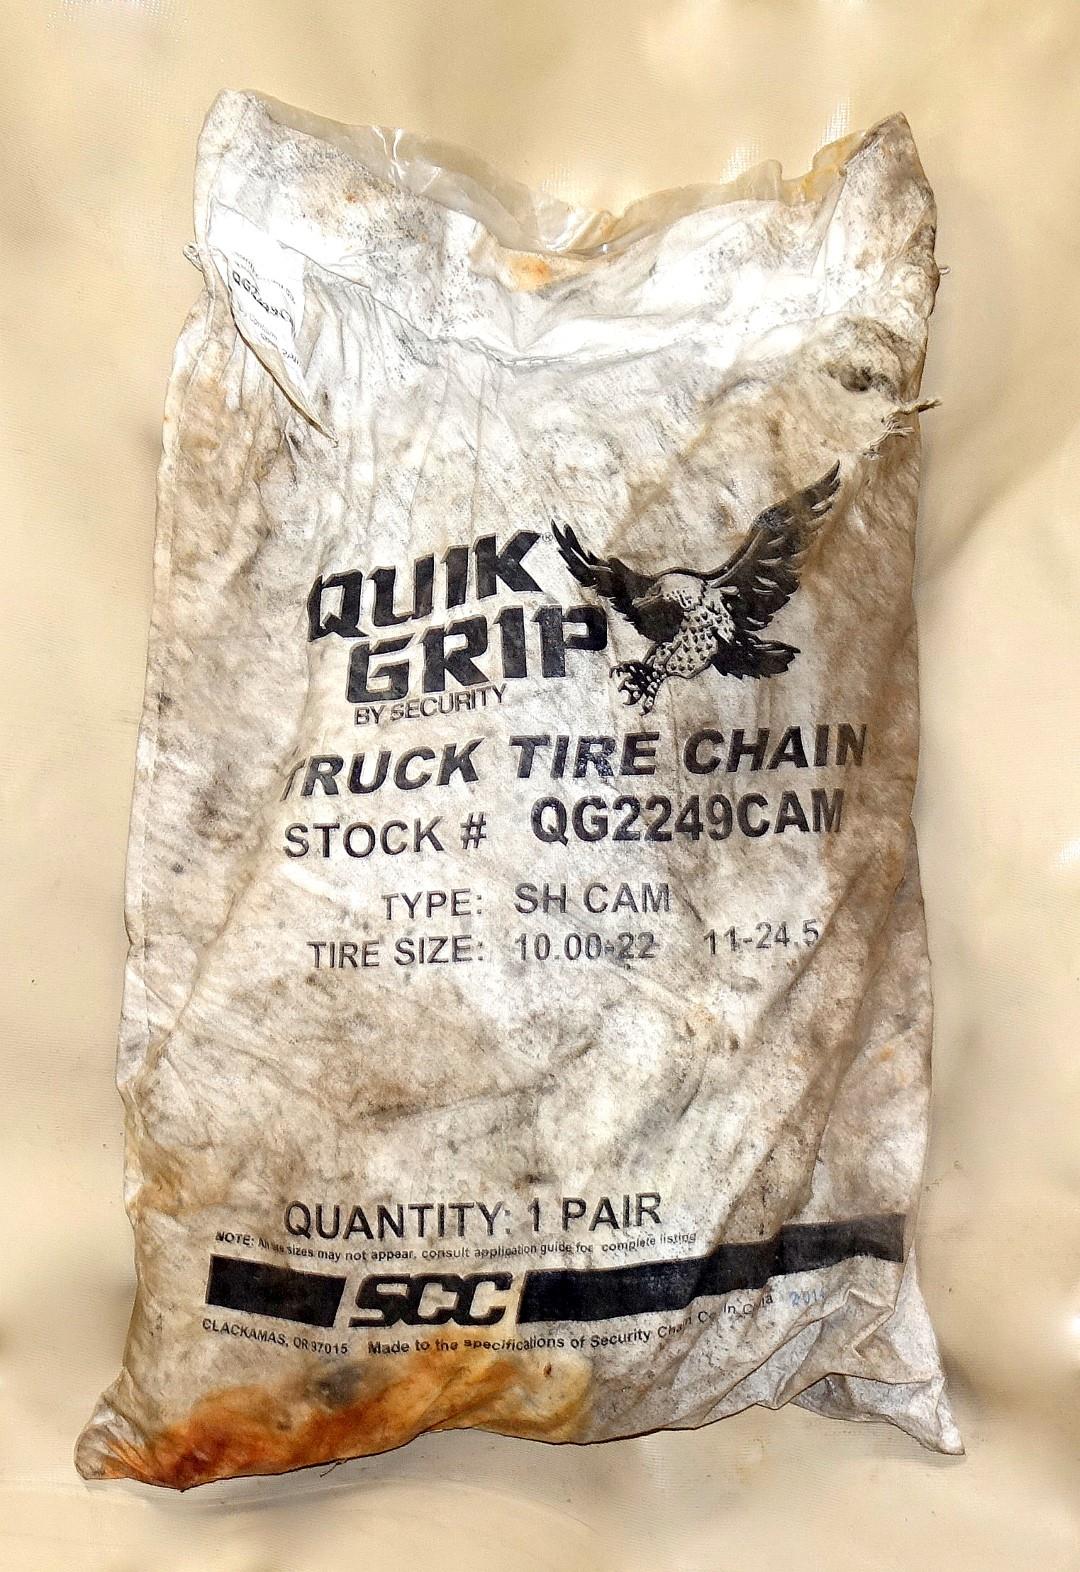 QG2249
QUIK®
GRIP
BY SECURITY
TRUCK TIRE CHAIN
STOCK # QG2249CAM
TYPE: SH CAM
TIRE SIZE: 10.00-22 11-24.5
QUANTITY: 1 PAIR
NOTE: All sizes may not appear, consult application guide for complete listing
SCC
CLACKAMAS, OR 97015 Made to the specifications of Security Chain Co. In China